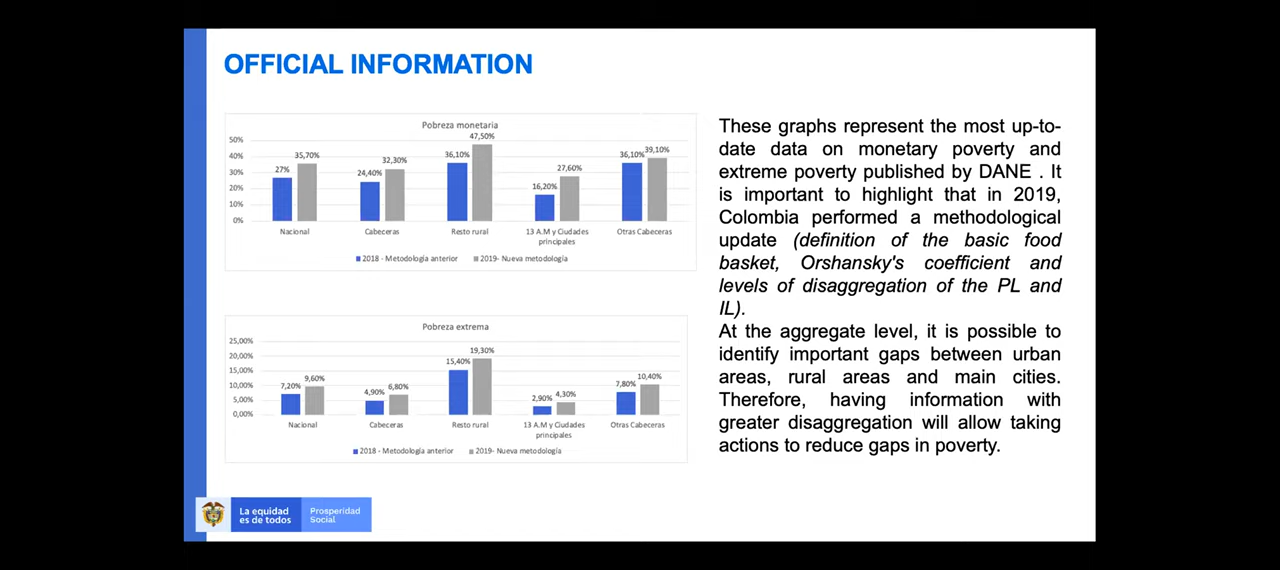 OFFICIAL INFORMATION
Pobreza monetaria
50%
40%
30%
20%
10%
0%
27%
35,70%
24,40%
32,30%
36,10%
47,50%
16,20%
27,60%
36,10%
39,10%
Nacional
Cabeceras
Resto rural
13 A.M y Ciudades
principales
Otras Cabeceras
2018 - Metodología anterior
2019- Nueva metodología
Pobreza extrema
25,00%
20,00%
15,00%
10,00%
5,00%
0,00%
7,20%
9,60%
4,90%
6,80%
15,40%
19,30%
2,90%
4,30%
7,80%
10,40%
Nacional
Cabeceras
Resto rural
13 A.M y Ciudades
principales
Otras Cabeceras
2018 - Metodología anterior
2019- Nueva metodología
These graphs represent the most up-to-
date data on monetary poverty and
extreme poverty published by DANE . It
is important to highlight that in 2019,
Colombia performed a methodological
update (definition of the basic food
basket, Orshansky's coefficient and
levels of disaggregation of the PL and
IL).
At the aggregate level, it is possible to
identify important gaps between urban
areas, rural areas and main cities.
Therefore, having information with
greater disaggregation will allow taking
actions to reduce gaps in poverty.
La equidad
es de todos
Prosperidad
Social